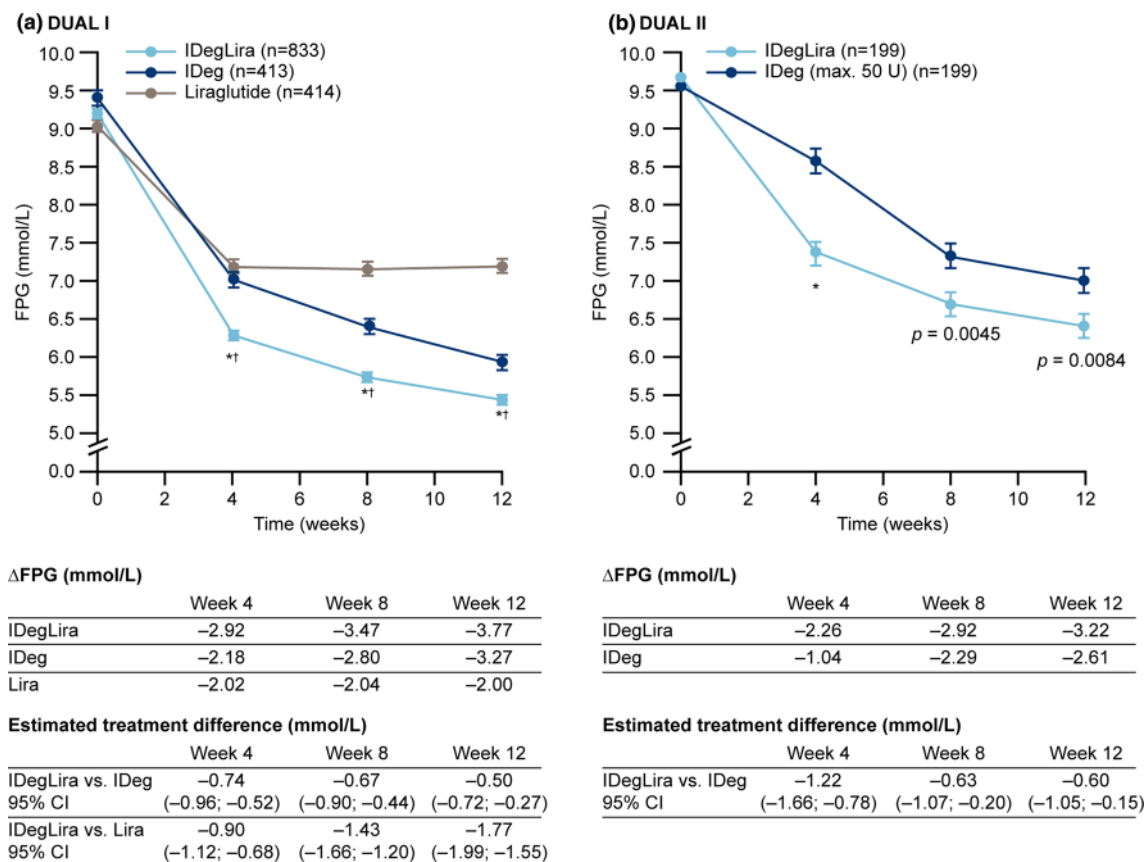 (a) DUAL I
IDegLira (n=833)
IDeg (n=413)
Liraglutide (n=414)
FPG (mmol/L)
10.0
9.5
9.0
8.5
8.0
7.5
7.0
6.5
6.0
5.5
5.0
0.0
*†
*†
*†
0 2 4 6 8 10 12
Time (weeks)
ΔFPG (mmol/L)
Week 4 Week 8 Week 12
IDegLira –2.92 –3.47 –3.77
IDeg –2.18 –2.80 –3.27
Lira –2.02 –2.04 –2.00
Estimated treatment difference (mmol/L)
Week 4 Week 8 Week 12
IDegLira vs. IDeg –0.74 –0.67 –0.50
95% CI (–0.96; –0.52) (–0.90; –0.44) (–0.72; –0.27)
IDegLira vs. Lira –0.90 –1.43 –1.77
95% CI (–1.12; –0.68) (–1.66; –1.20) (–1.99; –1.55)
(b) DUAL II
IDegLira (n=199)
IDeg (max. 50 U) (n=199)
FPG (mmol/L)
10.0
9.5
9.0
8.5
8.0
7.5
7.0
6.5
6.0
5.5
5.0
0.0
*
p = 0.0045
p = 0.0084
0 2 4 6 8 10 12
Time (weeks)
ΔFPG (mmol/L)
Week 4 Week 8 Week 12
IDegLira –2.26 –2.92 –3.22
IDeg –1.04 –2.29 –2.61
Estimated treatment difference (mmol/L)
Week 4 Week 8 Week 12
IDegLira vs. IDeg –1.22 –0.63 –0.60
95% CI (–1.66; –0.78) (–1.07; –0.20) (–1.05; –0.15)